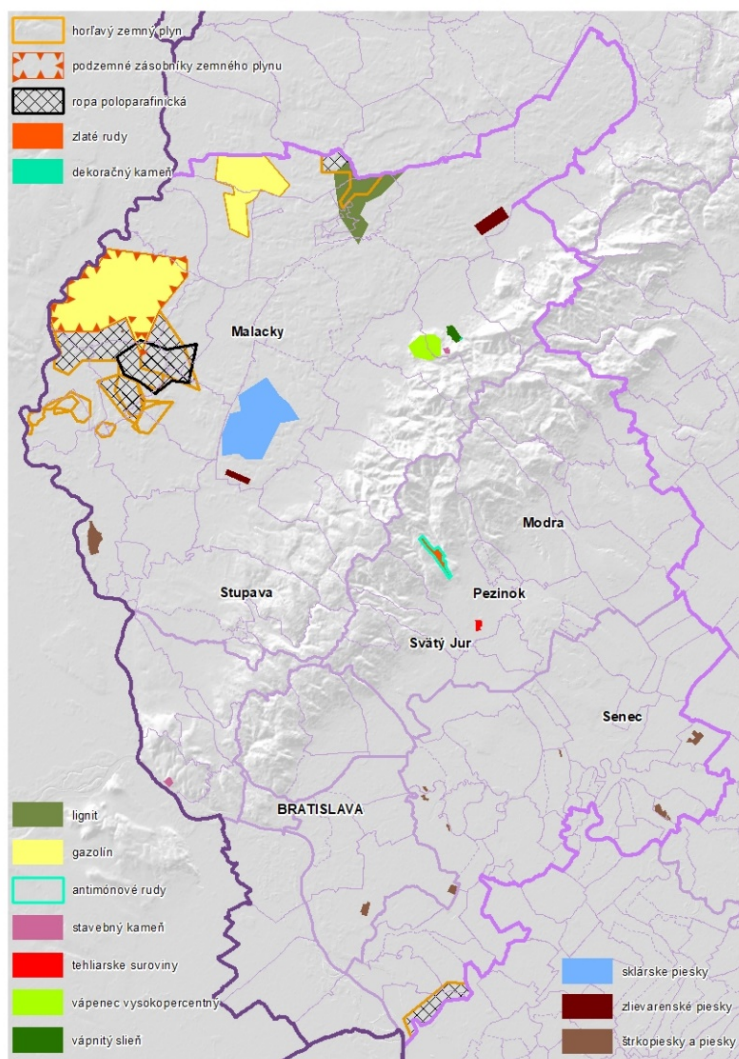 horľavý zemný plyn
podzemné zásobníky zemného plynu
ropa poloparafinická
zlaté rudy
dekoračný kameň
Malacky
Modra
Stupava
Pezinok
Svätý Jur
Senec
BRATISLAVA
lignit
gazolín
antimónové rudy
stavebný kameň
tehliarske suroviny
vápenec vysokopercentný
vápnitý slieň
sklárske piesky
zlievarenské piesky
štrkopiesky a piesky